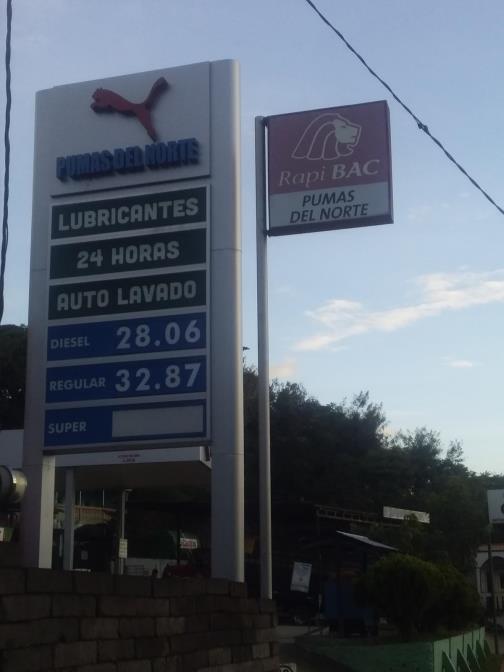 PUMAS DEL NORTE
LUBRICANTES
24 HORAS
AUTO LAVADO
DIESEL 28.06
REGULAR 32.87
SUPER
Rapi BAC
PUMAS
DEL NORTE